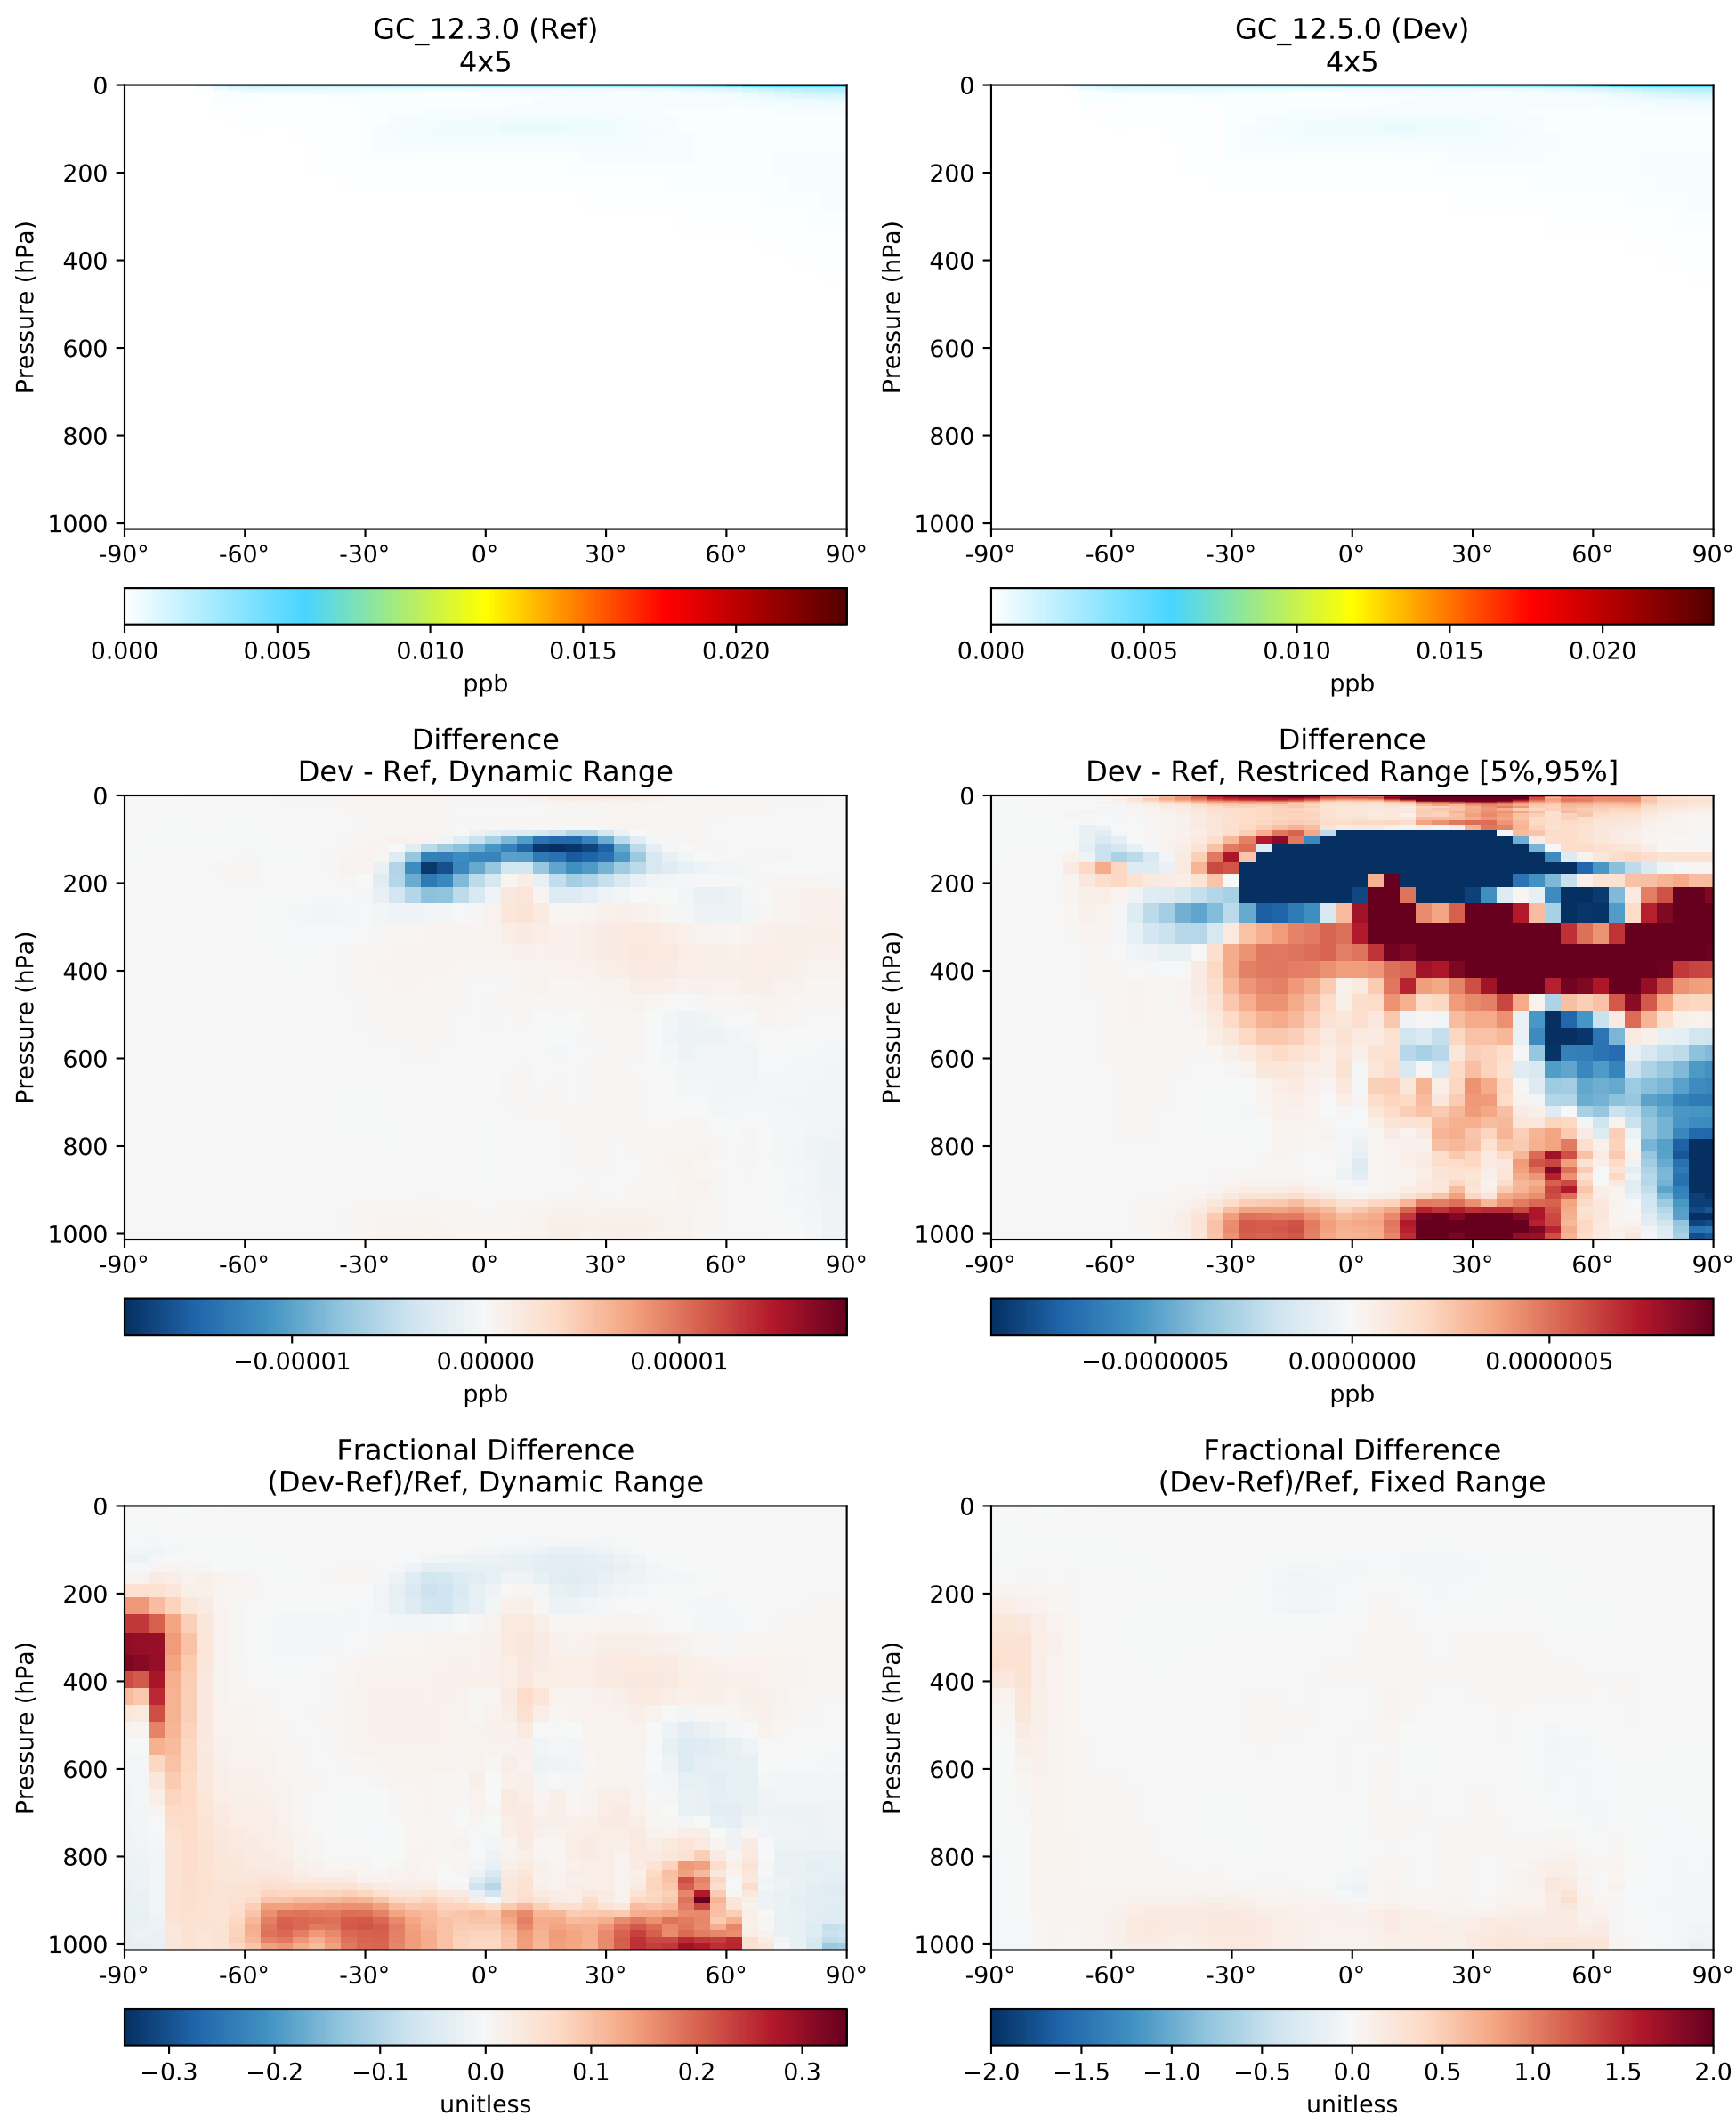 GC_12.3.0 (Ref)
4x5
0
200
400
600
800
1000
Pressure (hPa)
-90° -60° -30° 0° 30° 60° 90°
0.000 0.005 0.010 0.015 0.020
ppb
GC_12.5.0 (Dev)
4x5
0
200
400
600
800
1000
Pressure (hPa)
-90° -60° -30° 0° 30° 60° 90°
0.000 0.005 0.010 0.015 0.020
ppb
Difference
Dev - Ref, Dynamic Range
0
200
400
600
800
1000
Pressure (hPa)
-90° -60° -30° 0° 30° 60° 90°
−0.00001 0.00000 0.00001
ppb
Difference
Dev - Ref, Restriced Range [5%,95%]
0
200
400
600
800
1000
Pressure (hPa)
-90° -60° -30° 0° 30° 60° 90°
−0.0000005 0.0000000 0.0000005
ppb
Fractional Difference
(Dev-Ref)/Ref, Dynamic Range
0
200
400
600
800
1000
Pressure (hPa)
-90° -60° -30° 0° 30° 60° 90°
−0.3 −0.2 −0.1 0.0 0.1 0.2 0.3
unitless
Fractional Difference
(Dev-Ref)/Ref, Fixed Range
0
200
400
600
800
1000
Pressure (hPa)
-90° -60° -30° 0° 30° 60° 90°
−2.0 −1.5 −1.0 −0.5 0.0 0.5 1.0 1.5 2.0
unitless